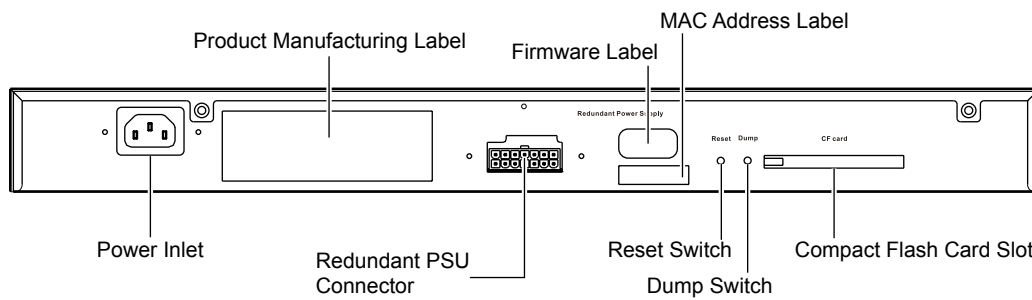 MAC Address Label
Product Manufacturing Label
Firmware Label
Redundant Power Supply
Reset
Dump
CF card
Power Inlet
Redundant PSU
Connector
Reset Switch
Compact Flash Card Slot
Dump Switch